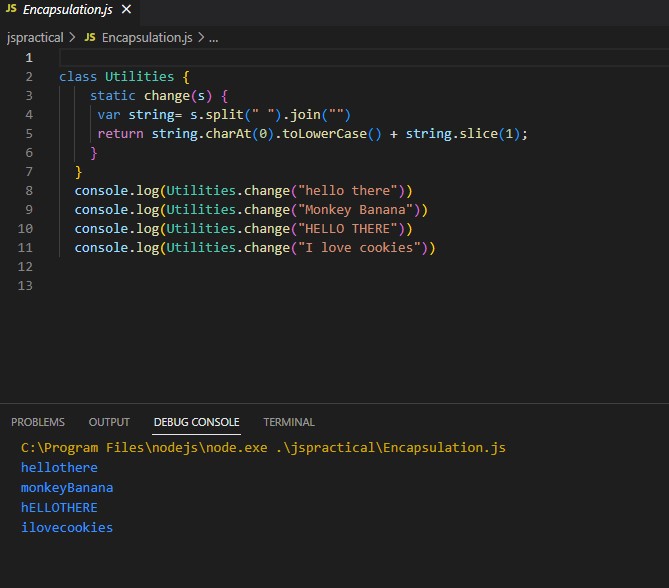 JS Encapsulation.js ×
jspractical > JS Encapsulation.js > ...
1
2 class Utilities {
3 static change(s) {
4 var string= s.split(" ").join("")
5 return string.charAt(0).toLowerCase() + string.slice(1);
6 }
7 }
8 console.log(Utilities.change("hello there"))
9 console.log(Utilities.change("Monkey Banana"))
10 console.log(Utilities.change("HELLO THERE"))
11 console.log(Utilities.change("I love cookies"))
12
13
PROBLEMS OUTPUT DEBUG CONSOLE TERMINAL
C:\Program Files\nodejs\node.exe .\jspractical\Encapsulation.js
hellothere
monkeyBanana
hELLOTHERE
ilovecookies